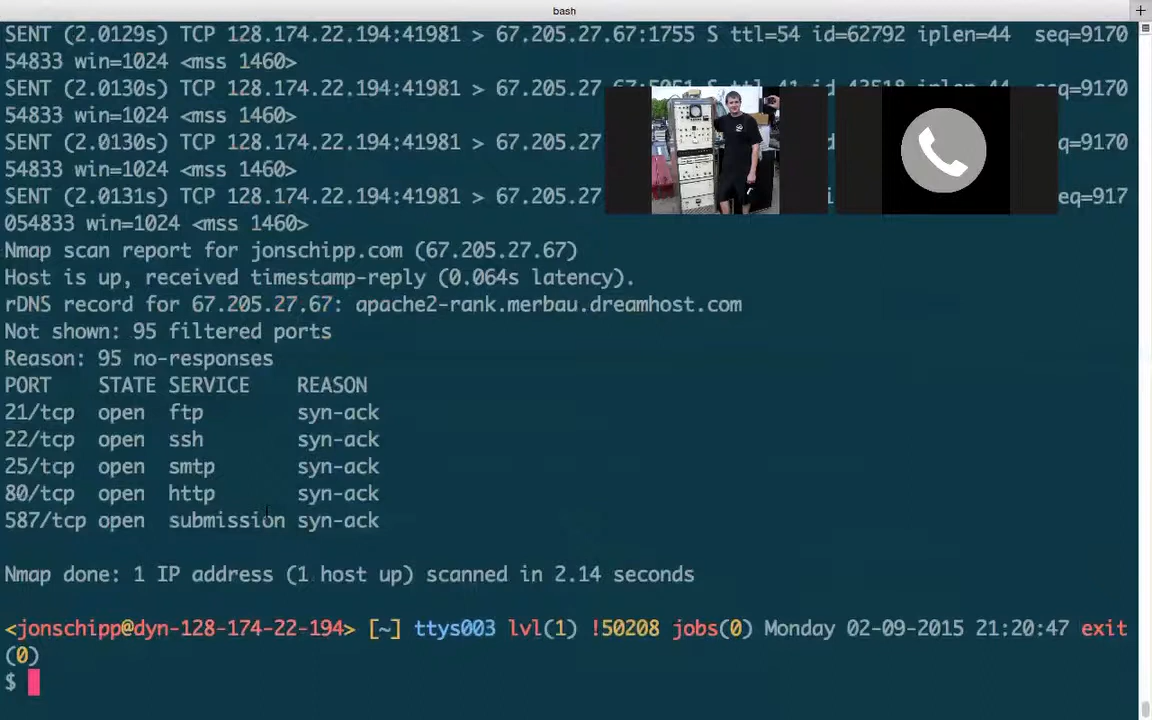 bash
SENT (2.0129s) TCP 128.174.22.194:41981 > 67.205.27.67:1755 S ttl=54 id=62792 iplen=44  seq=9170
54833 win=1024 <mss 1460>
SENT (2.0130s) TCP 128.174.22.194:41981 > 67.205.27
54833 win=1024 <mss 1460> q=9170
SENT (2.0130s) TCP 128.174.22.194:41981 > 67.205.27 q=9170
54833 win=1024 <mss 1460>
SENT (2.0131s) TCP 128.174.22.194:41981 > 67.205.27 eq=917
054833 win=1024 <mss 1460>
Nmap scan report for jonschipp.com (67.205.27.67)
Host is up, received timestamp-reply (0.064s latency).
rDNS record for 67.205.27.67: apache2-rank.merbau.dreamhost.com
Not shown: 95 filtered ports
Reason: 95 no-responses
PORT    STATE SERVICE    REASON
21/tcp  open  ftp        syn-ack
22/tcp  open  ssh        syn-ack
25/tcp  open  smtp       syn-ack
80/tcp  open  http       syn-ack
587/tcp open  submission syn-ack
Nmap done: 1 IP address (1 host up) scanned in 2.14 seconds
<jonschipp@dyn-128-174-22-194> [~] ttys003 lvl(1) !50208 jobs(0) Monday 02-09-2015 21:20:47 exit
(0)
$